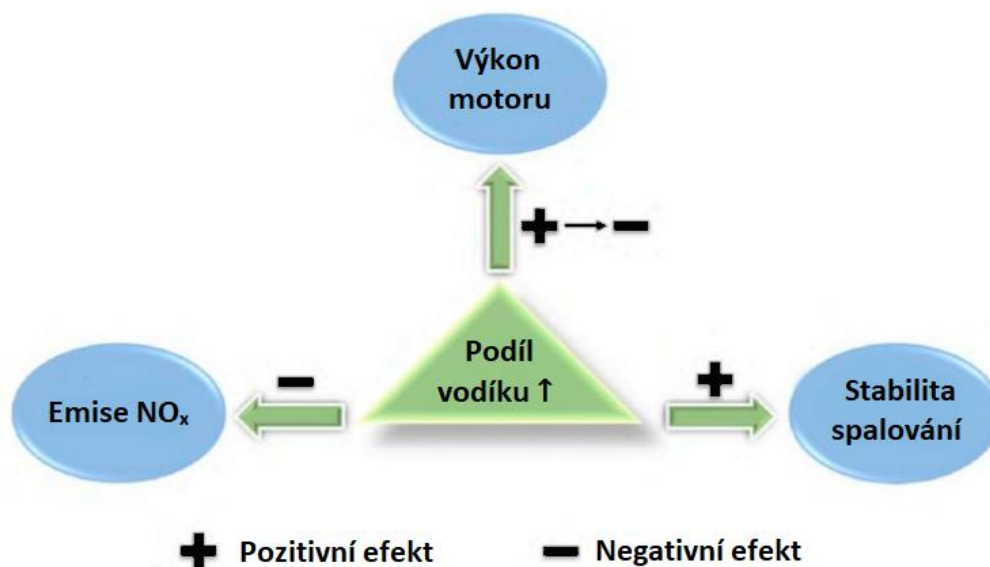 Výkon
motoru
+ → −
Podíl
vodíku ↑
−
Emise NOₓ
+
Stabilita
spalování
+ Pozitivní efekt
− Negativní efekt